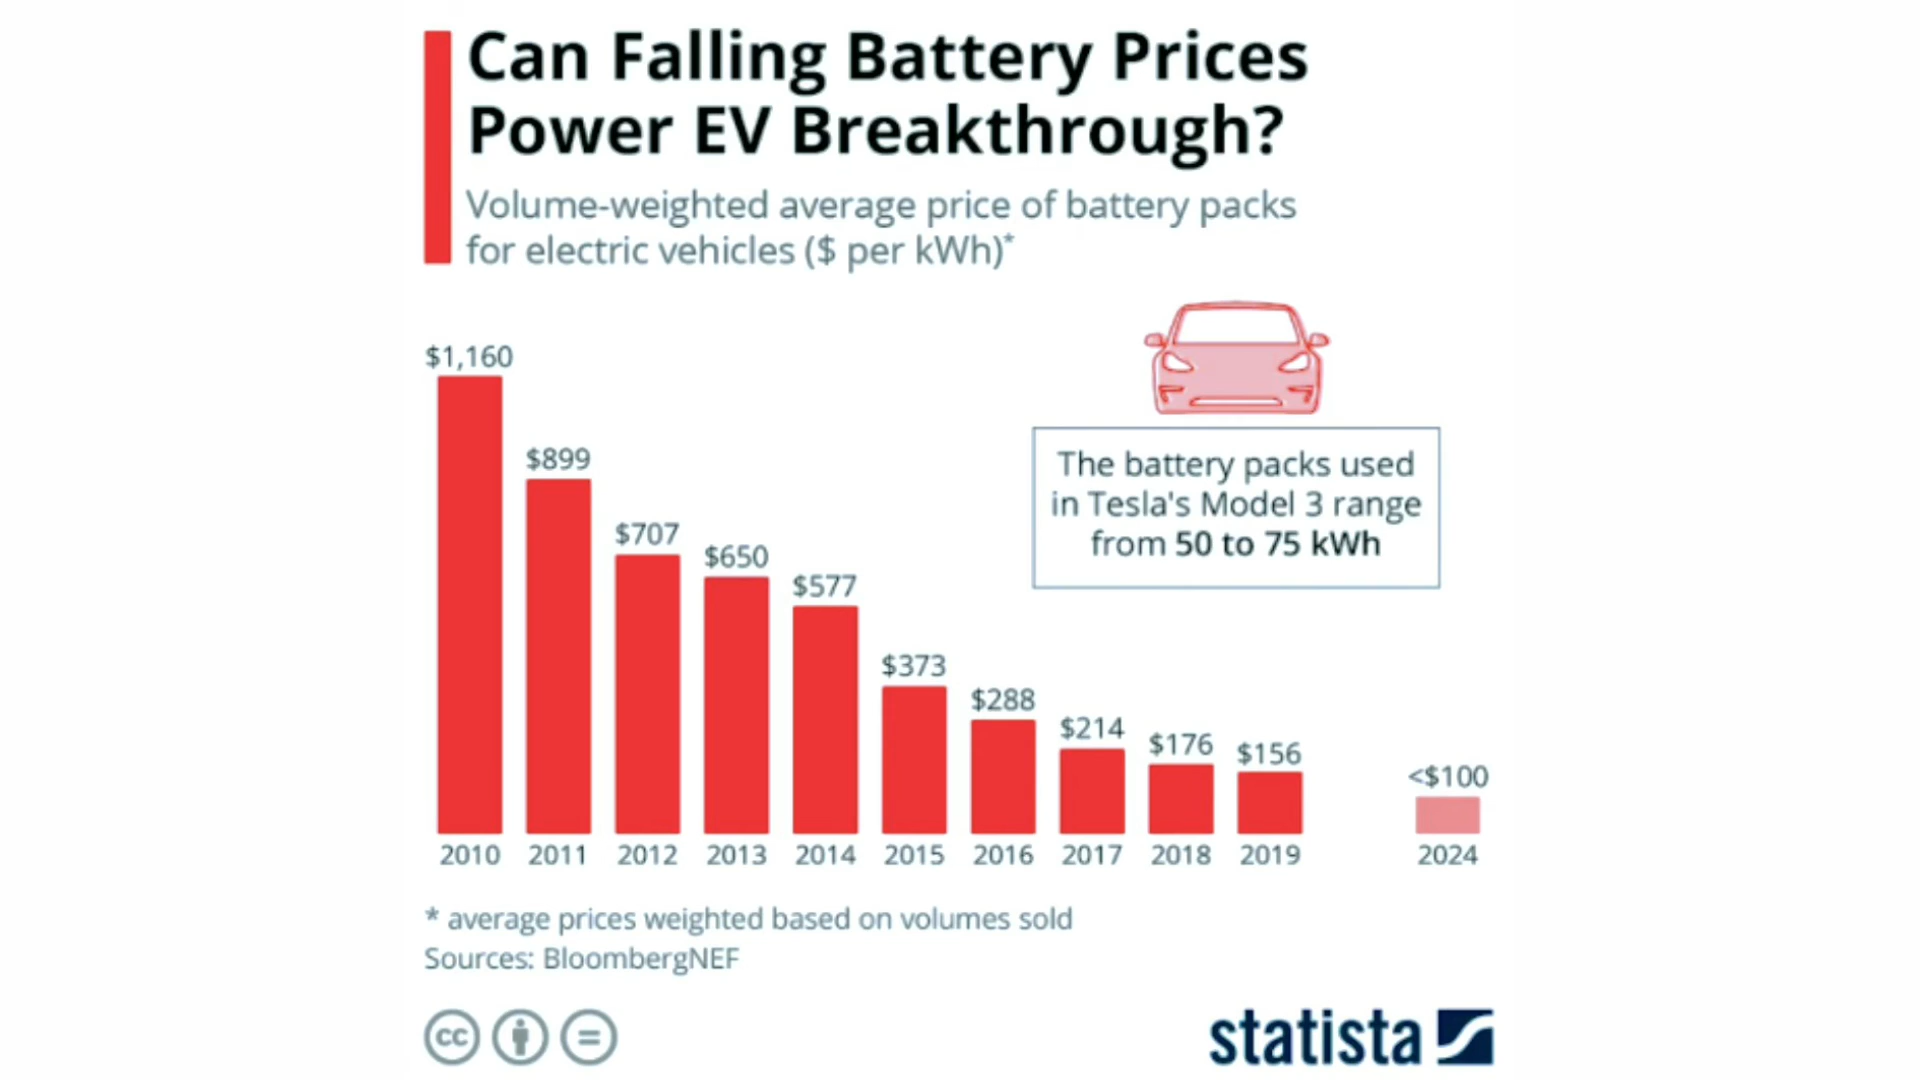 Can Falling Battery Prices
Power EV Breakthrough?
Volume-weighted average price of battery packs
for electric vehicles ($ per kWh)*
$1,160
$899
$707
$650
$577
$373
$288
$214
$176
$156
<$100
The battery packs used
in Tesla's Model 3 range
from 50 to 75 kWh
2010 2011 2012 2013 2014 2015 2016 2017 2018 2019 2024
* average prices weighted based on volumes sold
Sources: BloombergNEF
cc
=
statista